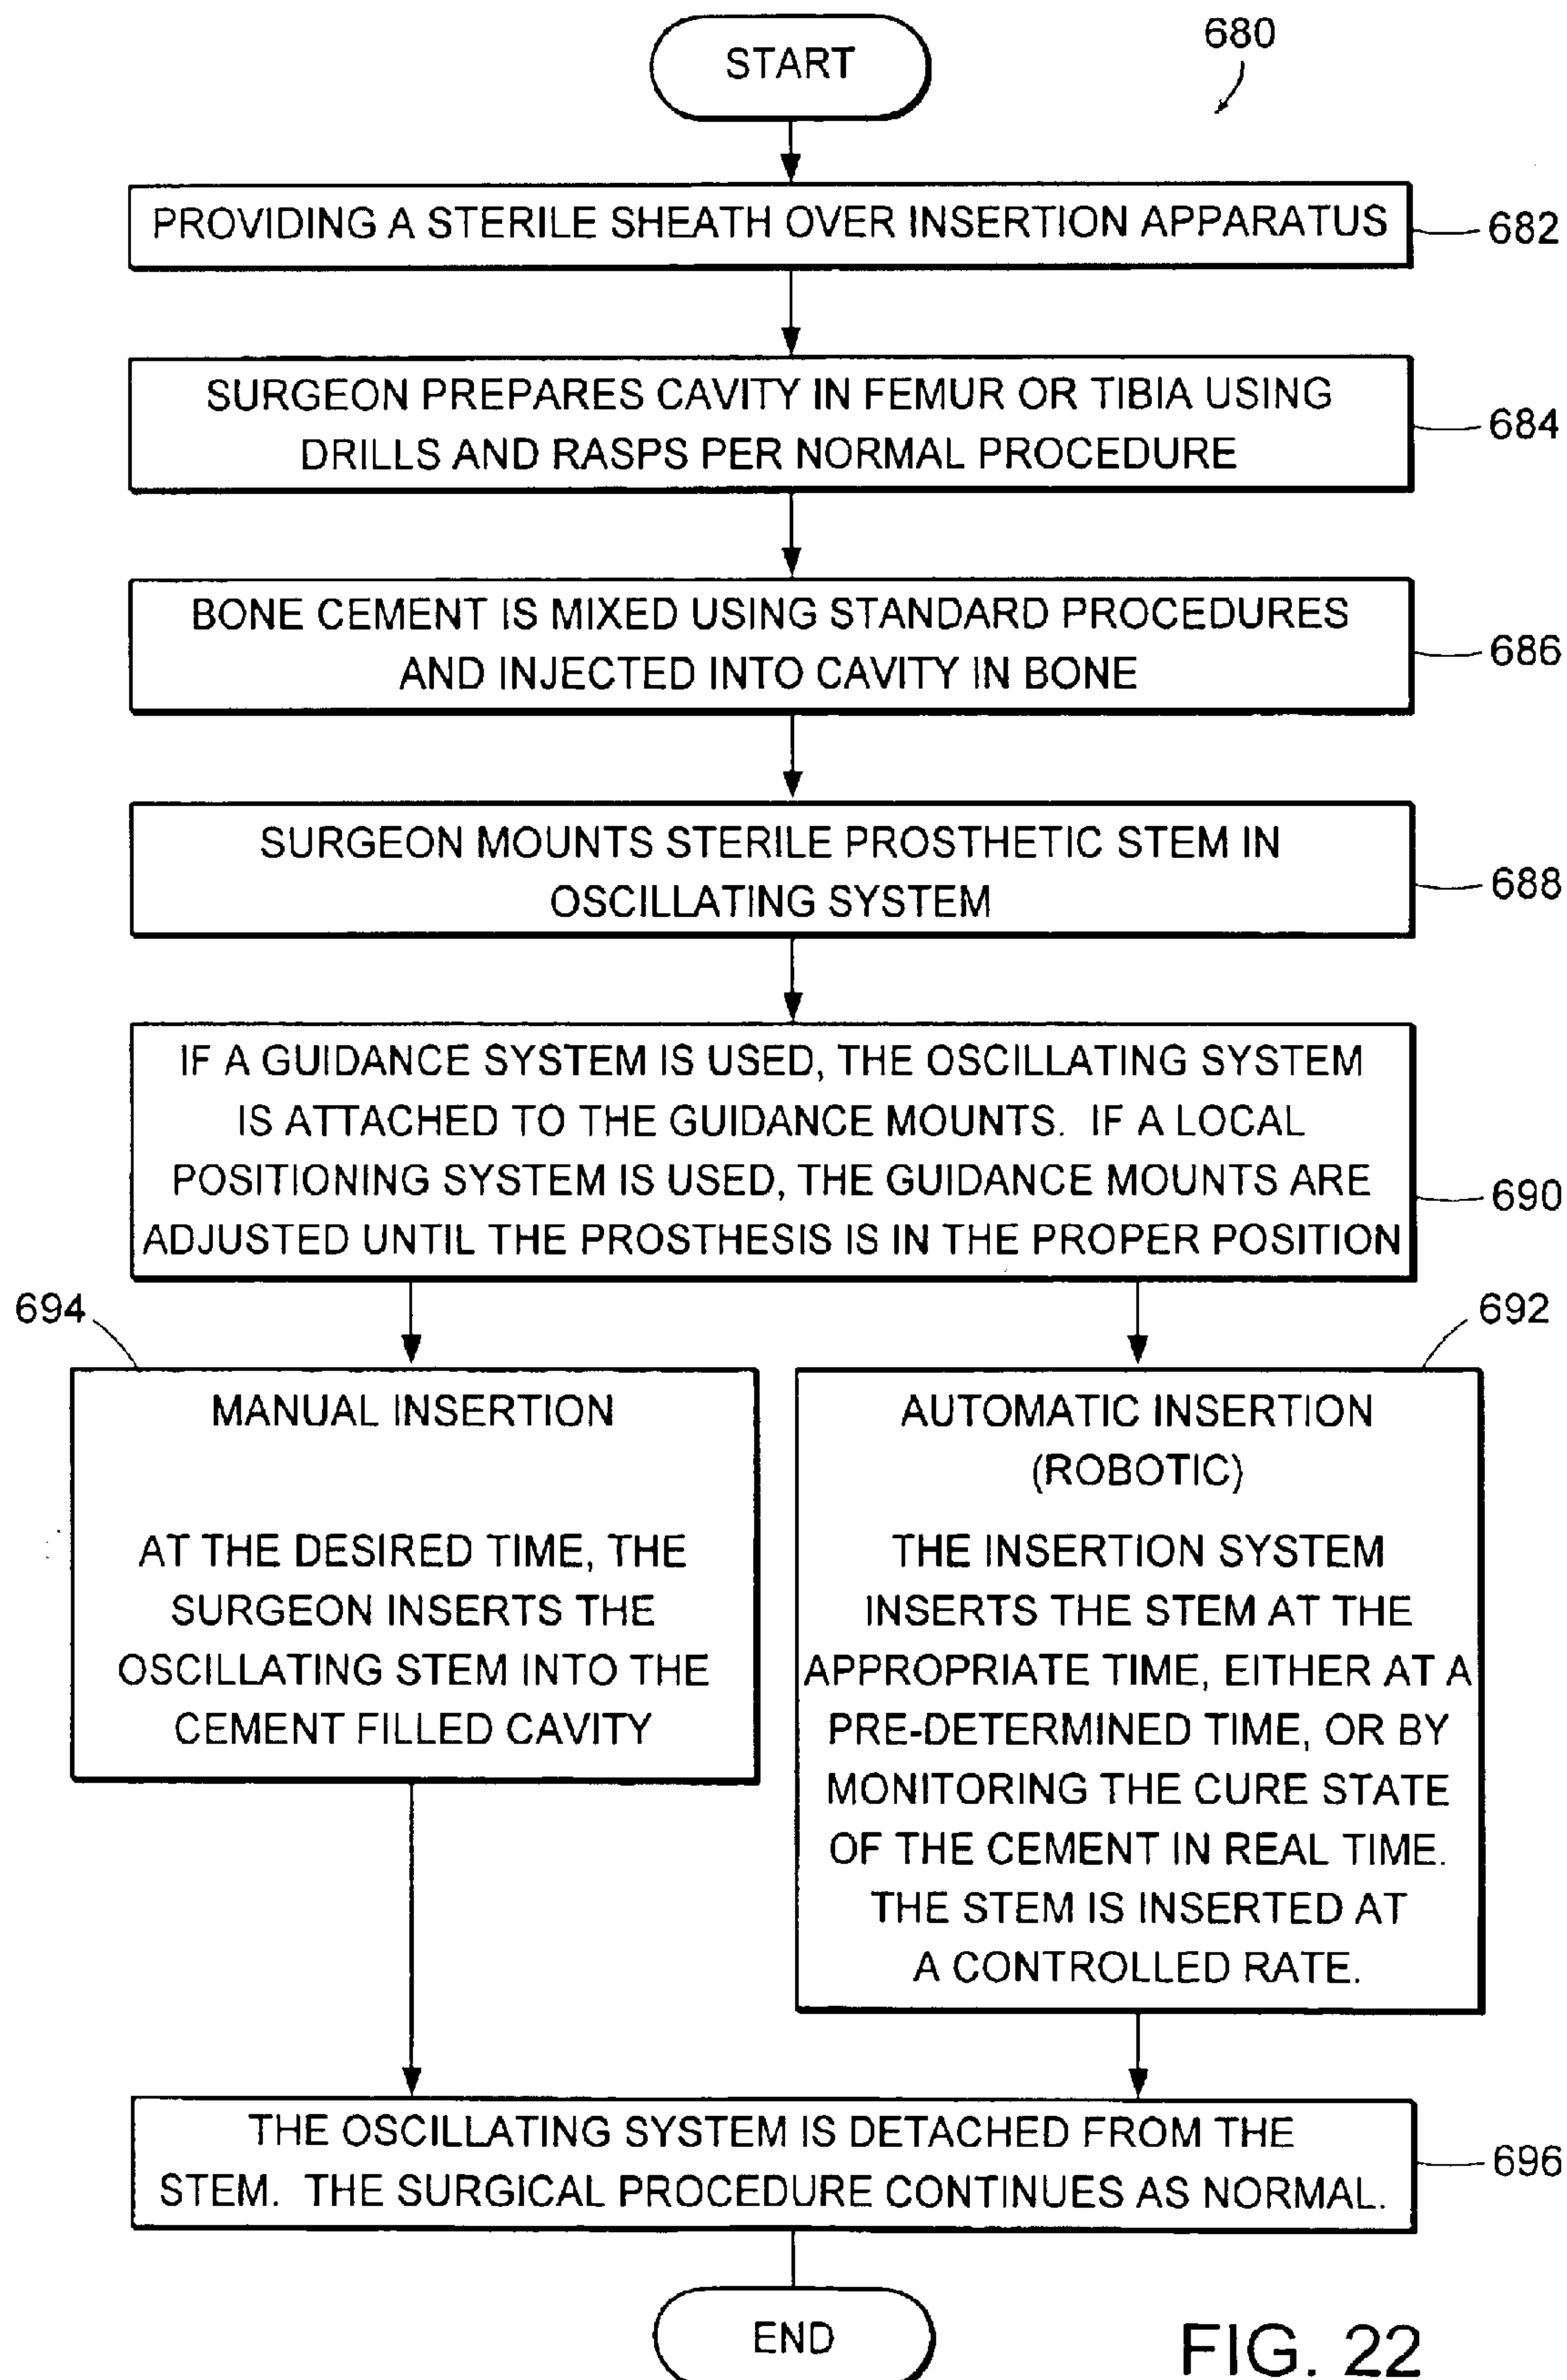 START
680
PROVIDING A STERILE SHEATH OVER INSERTION APPARATUS
682
SURGEON PREPARES CAVITY IN FEMUR OR TIBIA USING
DRILLS AND RASPS PER NORMAL PROCEDURE
684
BONE CEMENT IS MIXED USING STANDARD PROCEDURES
AND INJECTED INTO CAVITY IN BONE
686
SURGEON MOUNTS STERILE PROSTHETIC STEM IN
OSCILLATING SYSTEM
688
IF A GUIDANCE SYSTEM IS USED, THE OSCILLATING SYSTEM
IS ATTACHED TO THE GUIDANCE MOUNTS. IF A LOCAL
POSITIONING SYSTEM IS USED, THE GUIDANCE MOUNTS ARE
ADJUSTED UNTIL THE PROSTHESIS IS IN THE PROPER POSITION
690
694
MANUAL INSERTION
AT THE DESIRED TIME, THE
SURGEON INSERTS THE
OSCILLATING STEM INTO THE
CEMENT FILLED CAVITY
692
AUTOMATIC INSERTION
(ROBOTIC)
THE INSERTION SYSTEM
INSERTS THE STEM AT THE
APPROPRIATE TIME, EITHER AT A
PRE-DETERMINED TIME, OR BY
MONITORING THE CURE STATE
OF THE CEMENT IN REAL TIME.
THE STEM IS INSERTED AT
A CONTROLLED RATE.
THE OSCILLATING SYSTEM IS DETACHED FROM THE
STEM. THE SURGICAL PROCEDURE CONTINUES AS NORMAL.
696
END
FIG. 22